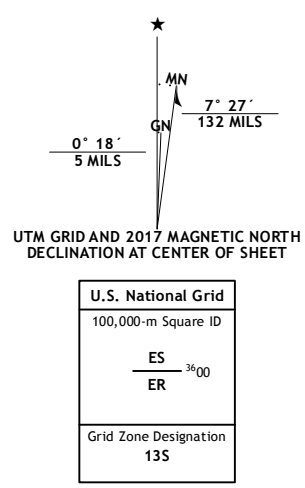 ★
MN
7° 27´
132 MILS
GN
0° 18´
5 MILS
UTM GRID AND 2017 MAGNETIC NORTH
DECLINATION AT CENTER OF SHEET
U.S. National Grid
100,000-m Square ID
ES
3600
ER
Grid Zone Designation
13S